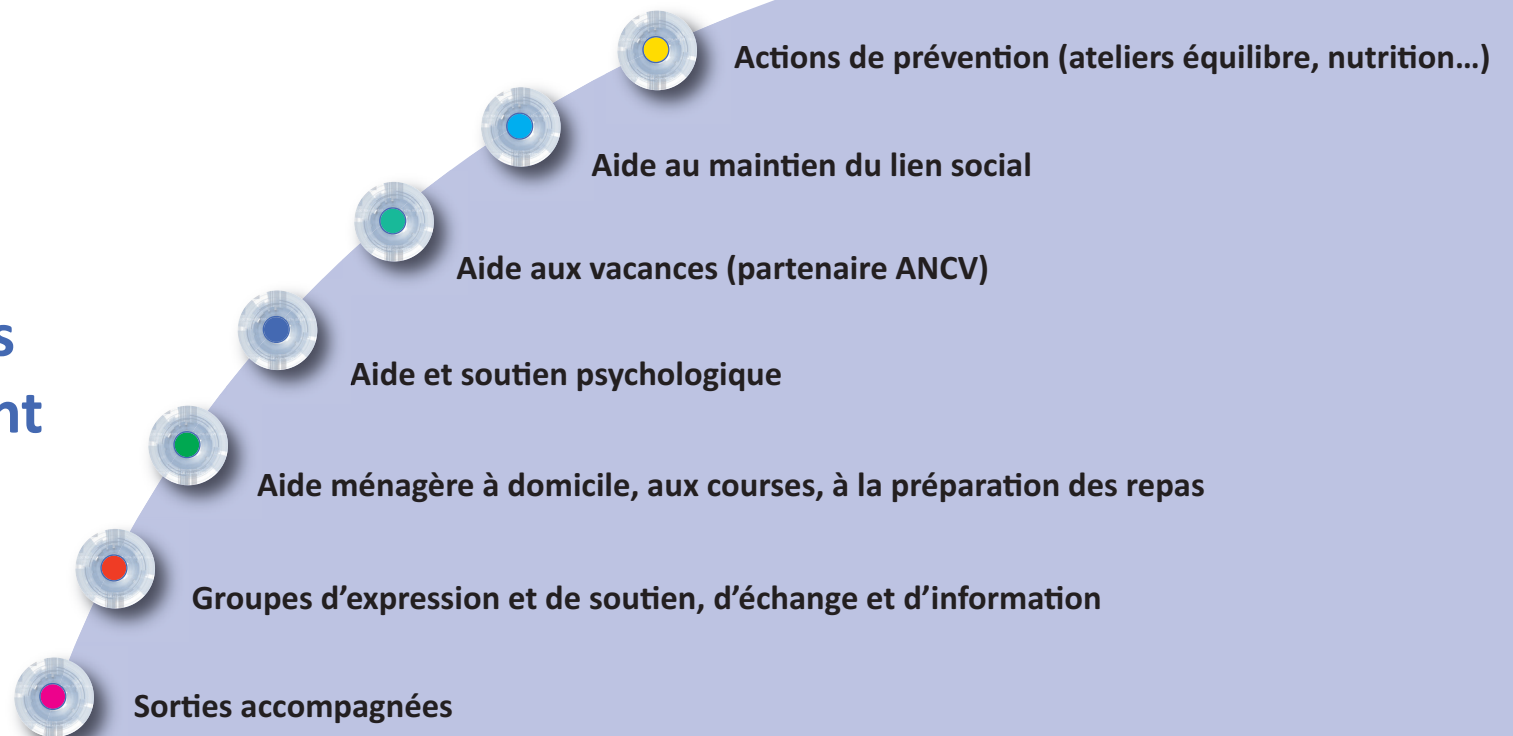 Actions de prévention (ateliers équilibre, nutrition…)
Aide au maintien du lien social
Aide aux vacances (partenaire ANCV)
Aide et soutien psychologique
Aide ménagère à domicile, aux courses, à la préparation des repas
Groupes d’expression et de soutien, d’échange et d’information
Sorties accompagnées